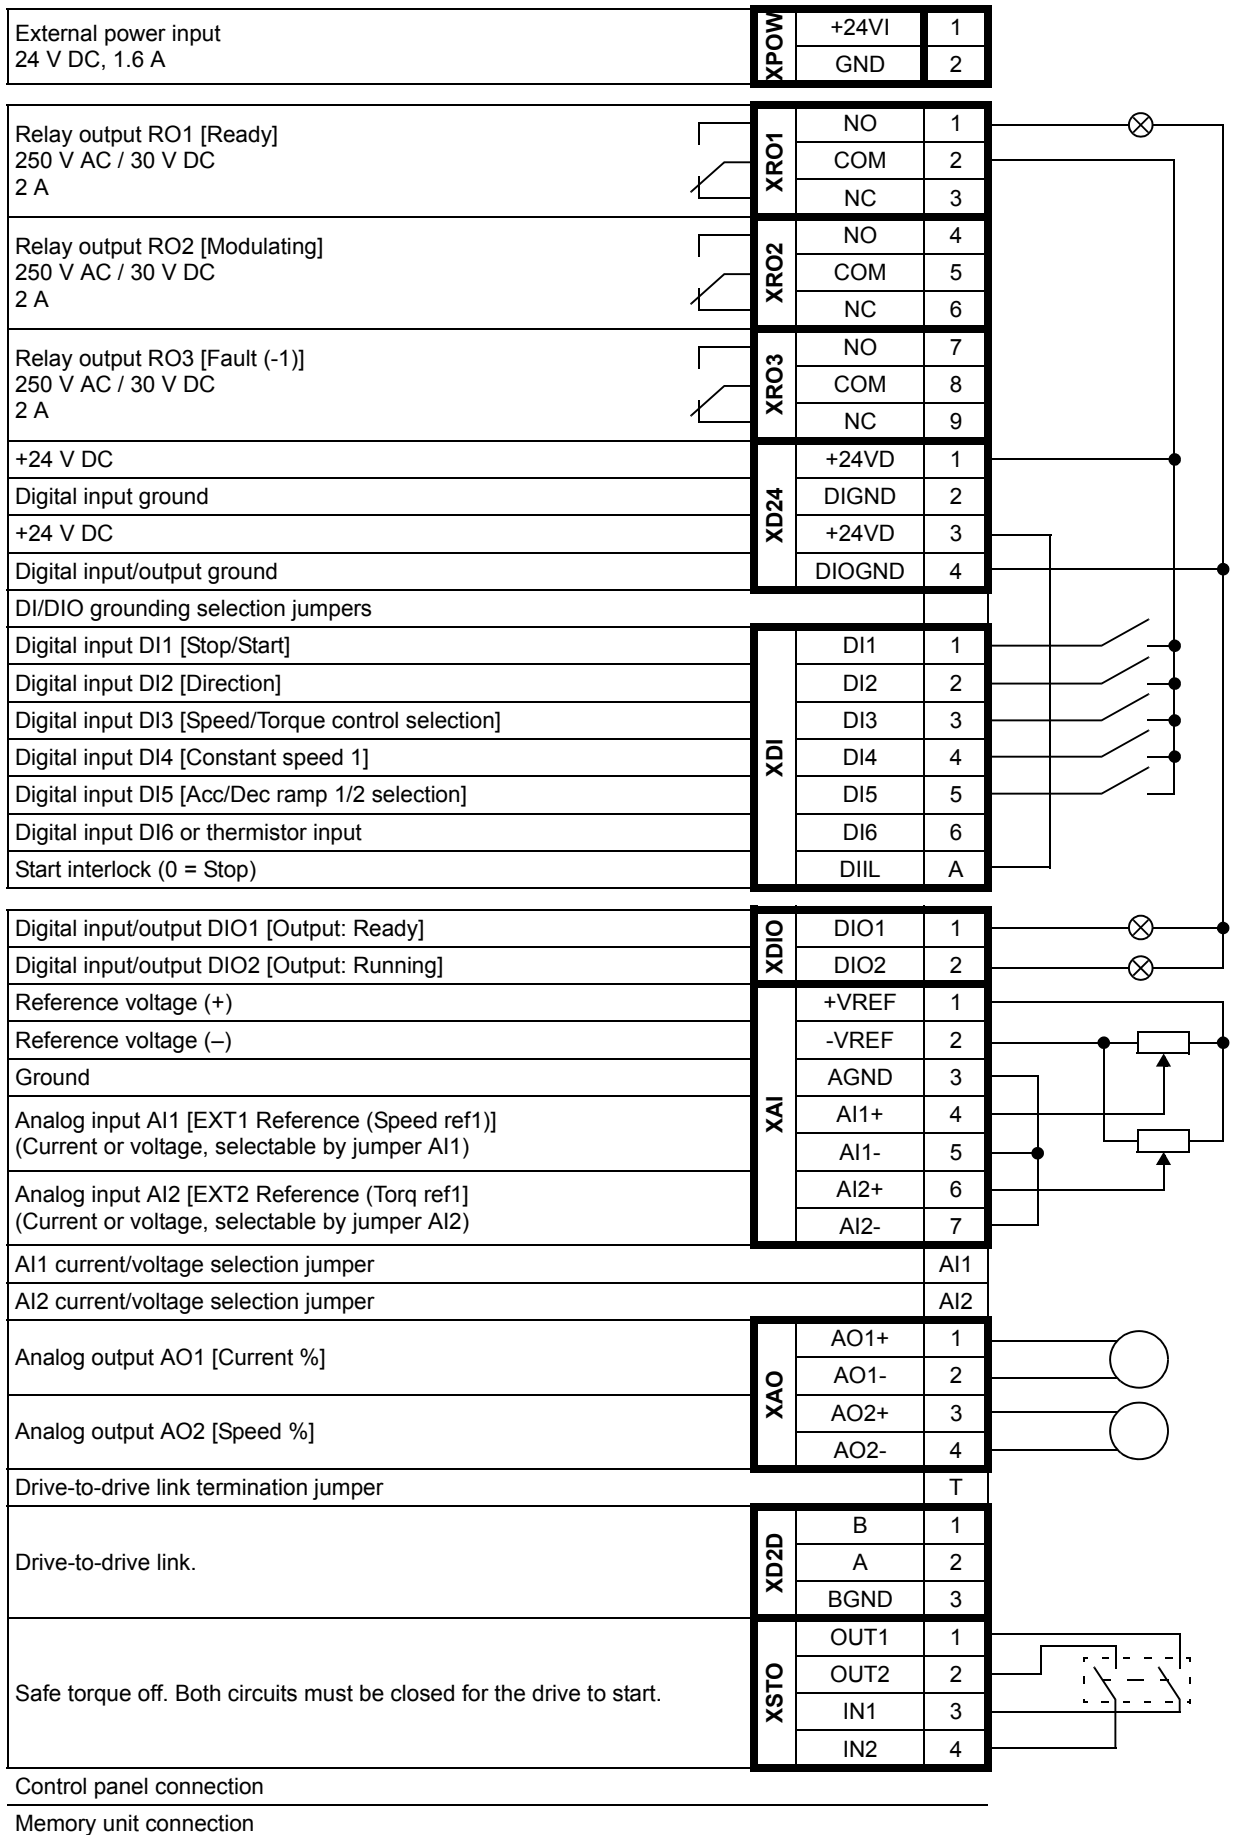 External power input
24 V DC, 1.6 A
XPOW
+24VI 1
GND 2
Relay output RO1 [Ready]
250 V AC / 30 V DC
2 A
XRO1
NO 1
COM 2
NC 3
Relay output RO2 [Modulating]
250 V AC / 30 V DC
2 A
XRO2
NO 4
COM 5
NC 6
Relay output RO3 [Fault (-1)]
250 V AC / 30 V DC
2 A
XRO3
NO 7
COM 8
NC 9
XD24
+24 V DC +24VD 1
Digital input ground DIGND 2
+24 V DC +24VD 3
Digital input/output ground DIOGND 4
DI/DIO grounding selection jumpers
XDI
Digital input DI1 [Stop/Start] DI1 1
Digital input DI2 [Direction] DI2 2
Digital input DI3 [Speed/Torque control selection] DI3 3
Digital input DI4 [Constant speed 1] DI4 4
Digital input DI5 [Acc/Dec ramp 1/2 selection] DI5 5
Digital input DI6 or thermistor input DI6 6
Start interlock (0 = Stop) DIIL A
XDIO
Digital input/output DIO1 [Output: Ready] DIO1 1
Digital input/output DIO2 [Output: Running] DIO2 2
XAI
Reference voltage (+) +VREF 1
Reference voltage (–) -VREF 2
Ground AGND 3
Analog input AI1 [EXT1 Reference (Speed ref1)]
(Current or voltage, selectable by jumper AI1)
AI1+ 4
AI1- 5
Analog input AI2 [EXT2 Reference (Torq ref1]
(Current or voltage, selectable by jumper AI2)
AI2+ 6
AI2- 7
AI1 current/voltage selection jumper AI1
AI2 current/voltage selection jumper AI2
XAO
Analog output AO1 [Current %]
AO1+ 1
AO1- 2
Analog output AO2 [Speed %]
AO2+ 3
AO2- 4
Drive-to-drive link termination jumper T
Drive-to-drive link.
XD2D
B 1
A 2
BGND 3
Safe torque off. Both circuits must be closed for the drive to start.
XSTO
OUT1 1
OUT2 2
IN1 3
IN2 4
Control panel connection
Memory unit connection